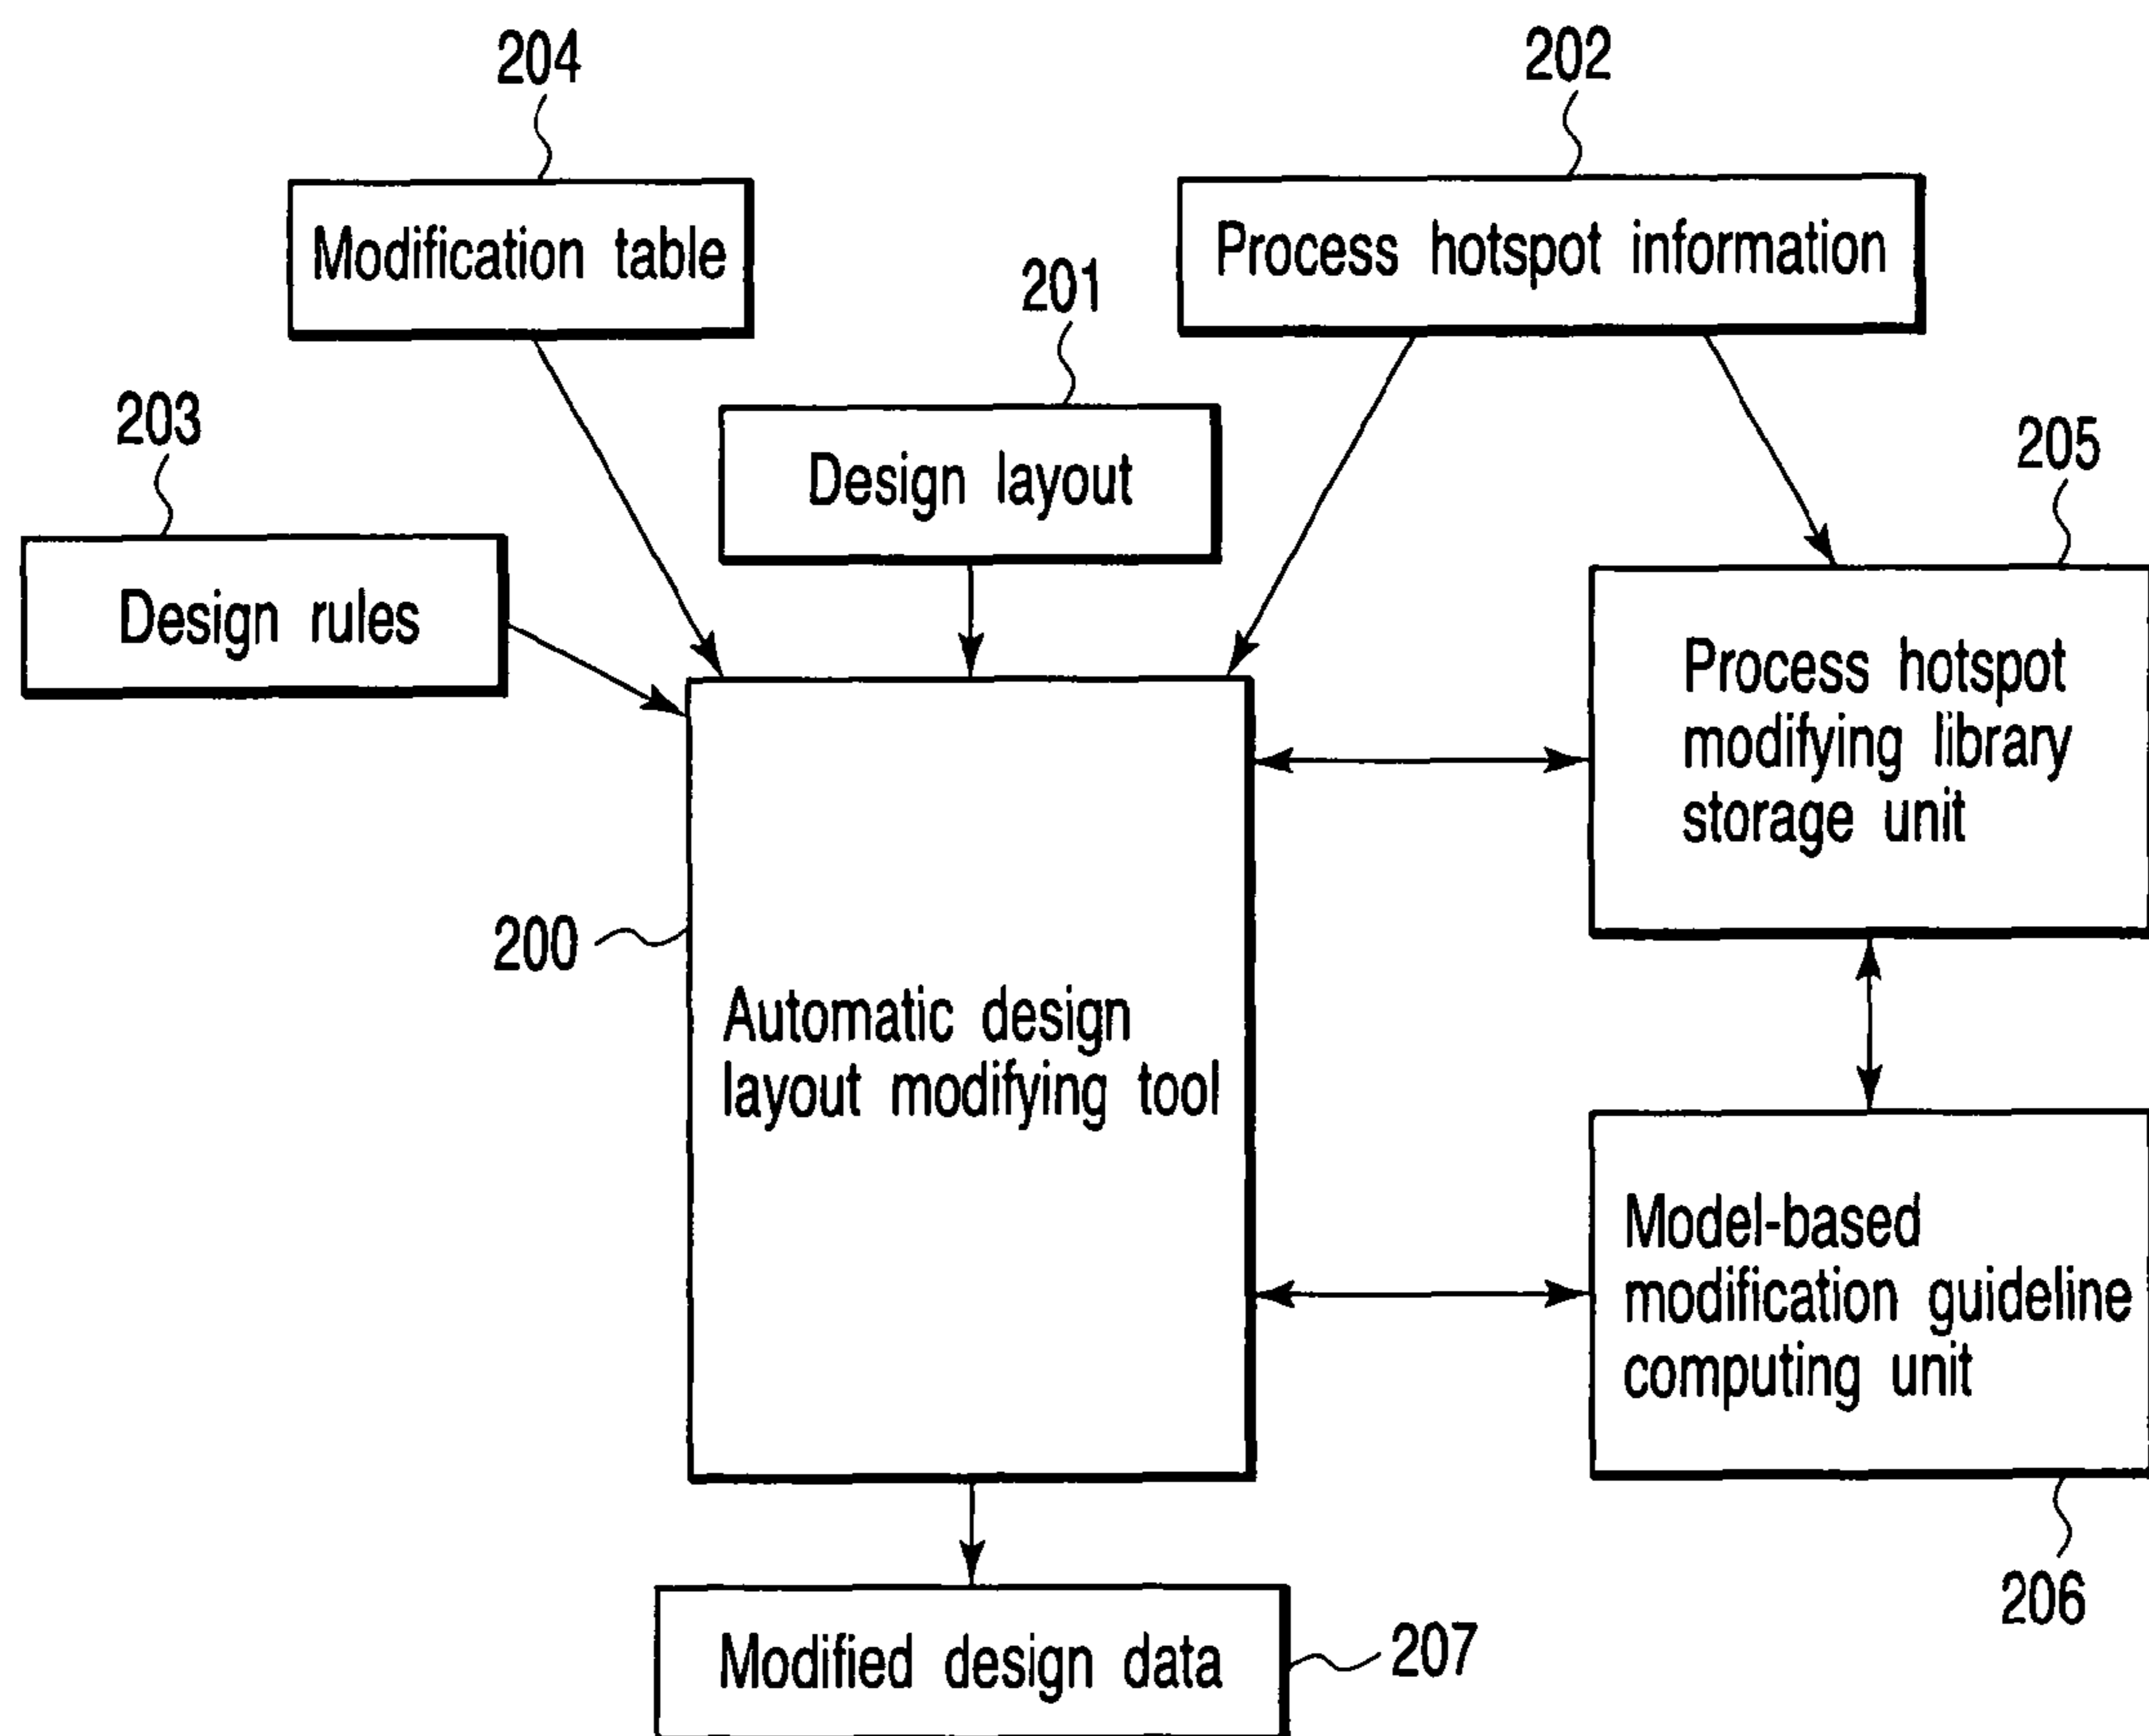 204
202
Modification table
Process hotspot information
201
203
Design layout
205
Design rules
Process hotspot
modifying library
storage unit
200
Automatic design
layout modifying tool
Model-based
modification guideline
computing unit
206
Modified design data
207